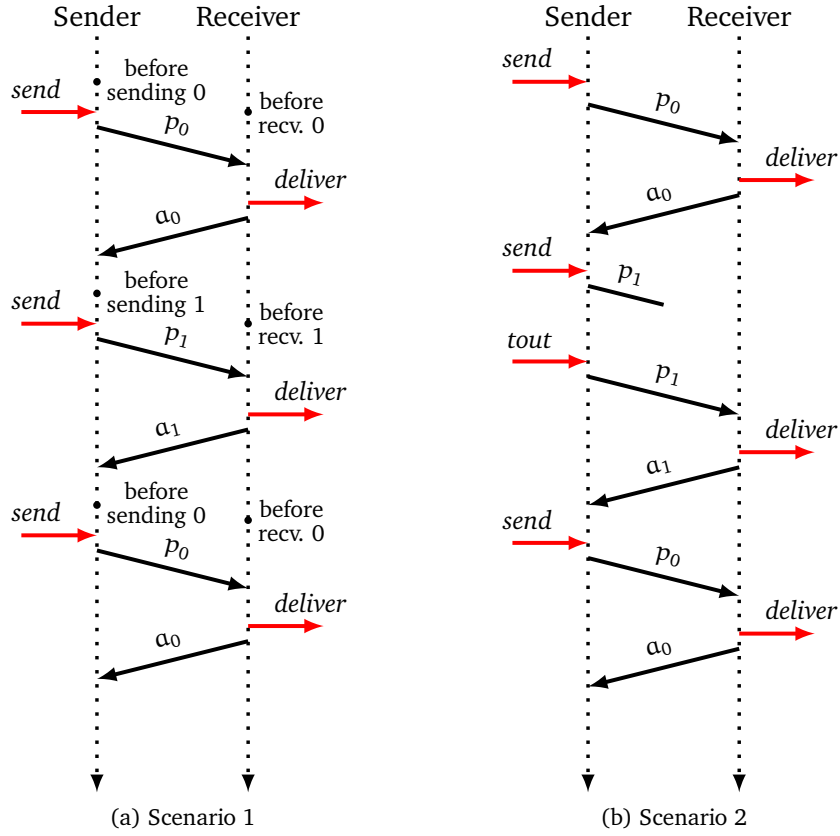 Sender Receiver
before
sending 0
send
before
recv. 0
p0
deliver
a0
before
sending 1
send
before
recv. 1
p1
deliver
a1
before
sending 0
send
before
recv. 0
p0
deliver
a0
(a) Scenario 1
Sender Receiver
send
p0
deliver
a0
send
p1
tout
p1
deliver
a1
send
p0
deliver
a0
(b) Scenario 2